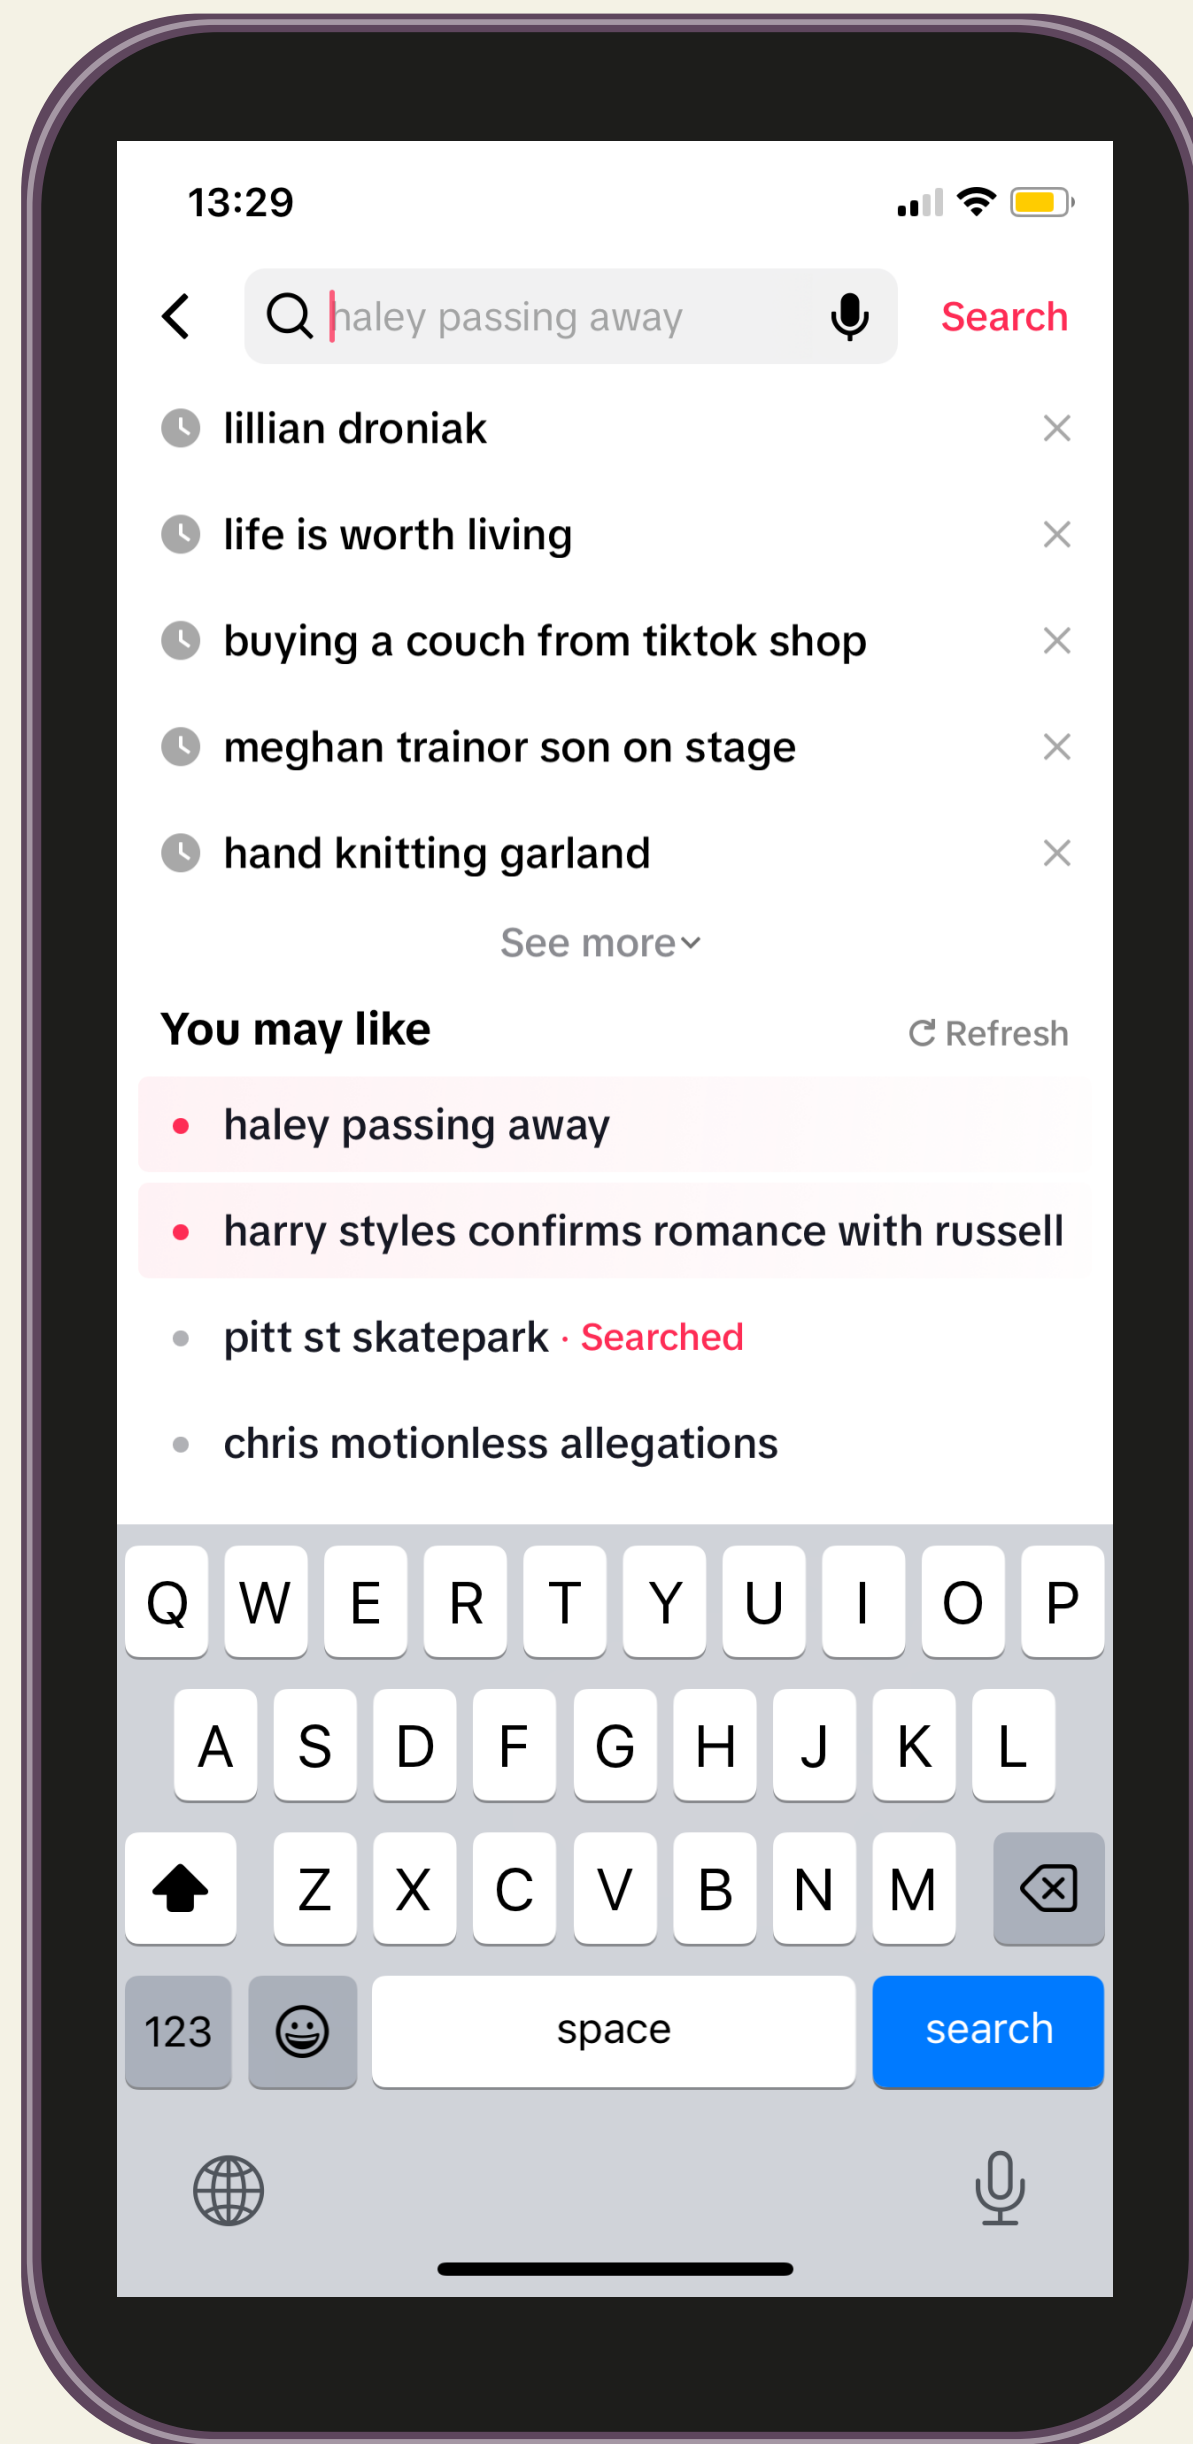 13:29
haley passing away
Search
lillian droniak
life is worth living
buying a couch from tiktok shop
meghan trainor son on stage
hand knitting garland
See more
You may like
Refresh
haley passing away
harry styles confirms romance with russell
pitt st skatepark · Searched
chris motionless allegations
Q W E R T Y U I O P
A S D F G H J K L
Z X C V B N M
123 space search